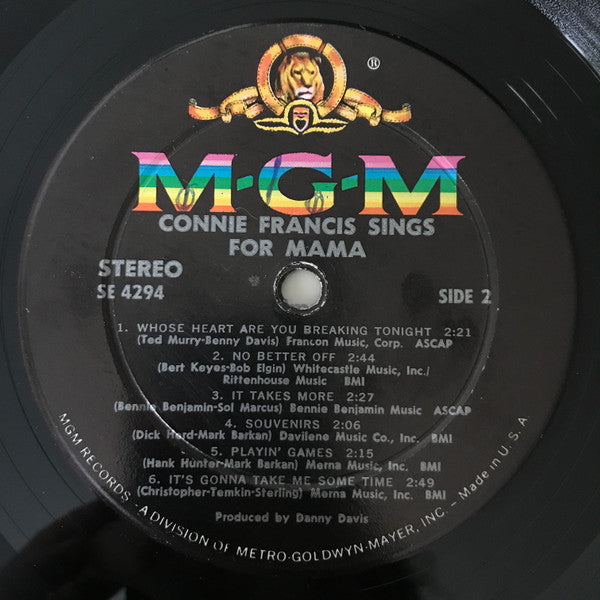 ®
M-G-M
CONNIE FRANCIS SINGS
FOR MAMA
STEREO
SE 4294
SIDE 2
1. WHOSE HEART ARE YOU BREAKING TONIGHT 2:21
(Ted Murry-Benny Davis) Francon Music, Corp. ASCAP
2. NO BETTER OFF 2:44
(Bert Keyes-Bob Elgin) Whitecastle Music, Inc./
Rittenhouse Music BMI
3. IT TAKES MORE 2:27
(Bennie Benjamin-Sol Marcus) Bennie Benjamin Music ASCAP
4. SOUVENIRS 2:06
(Dick Hard-Mark Barkan) Davilene Music Co., Inc. BMI
5. PLAYIN' GAMES 2:15
(Hank Hunter-Mark Barkan) Merna Music, Inc. BMI
6. IT'S GONNA TAKE ME SOME TIME 2:49
(Christopher-Temkin-Sterling) Merna Music, Inc. BMI
Produced by Danny Davis
MGM RECORDS - A DIVISION OF METRO-GOLDWYN-MAYER, INC. - Made in U. S. A